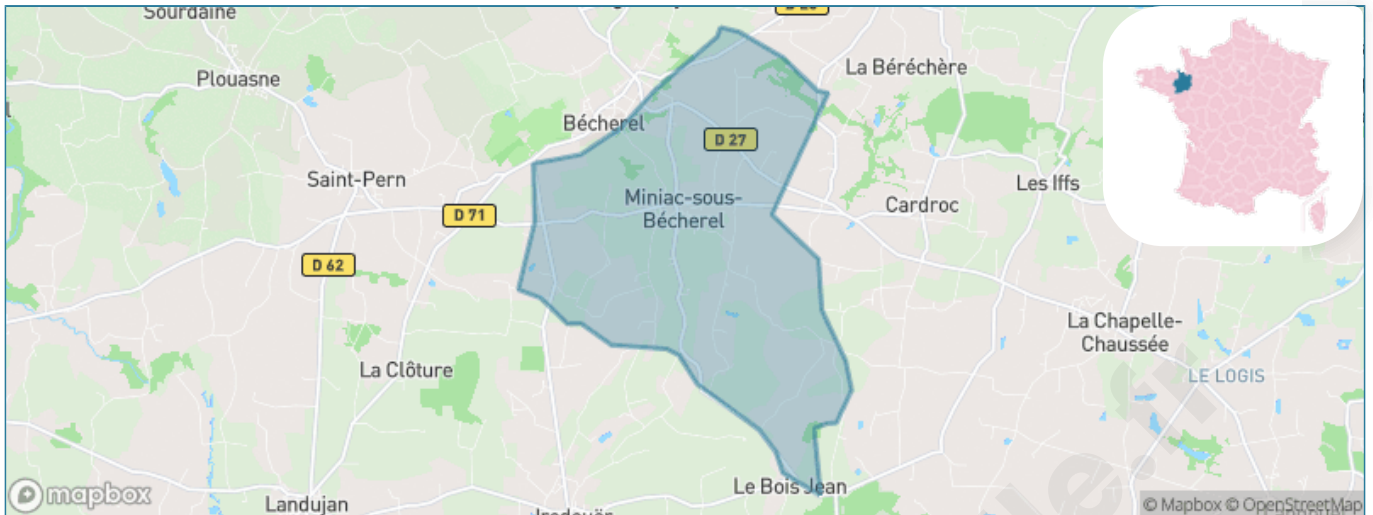 Sourdaine
Plouasne
La Béréchère
Bécherel
D 27
Saint-Pern
Les Iffs
Miniac-sous-
Bécherel
Cardroc
D 71
D 62
La Chapelle-
Chaussée
La Clôture
LE LOGIS
Le Bois Jean
Landujan
mapbox
© Mapbox © OpenStreetMap